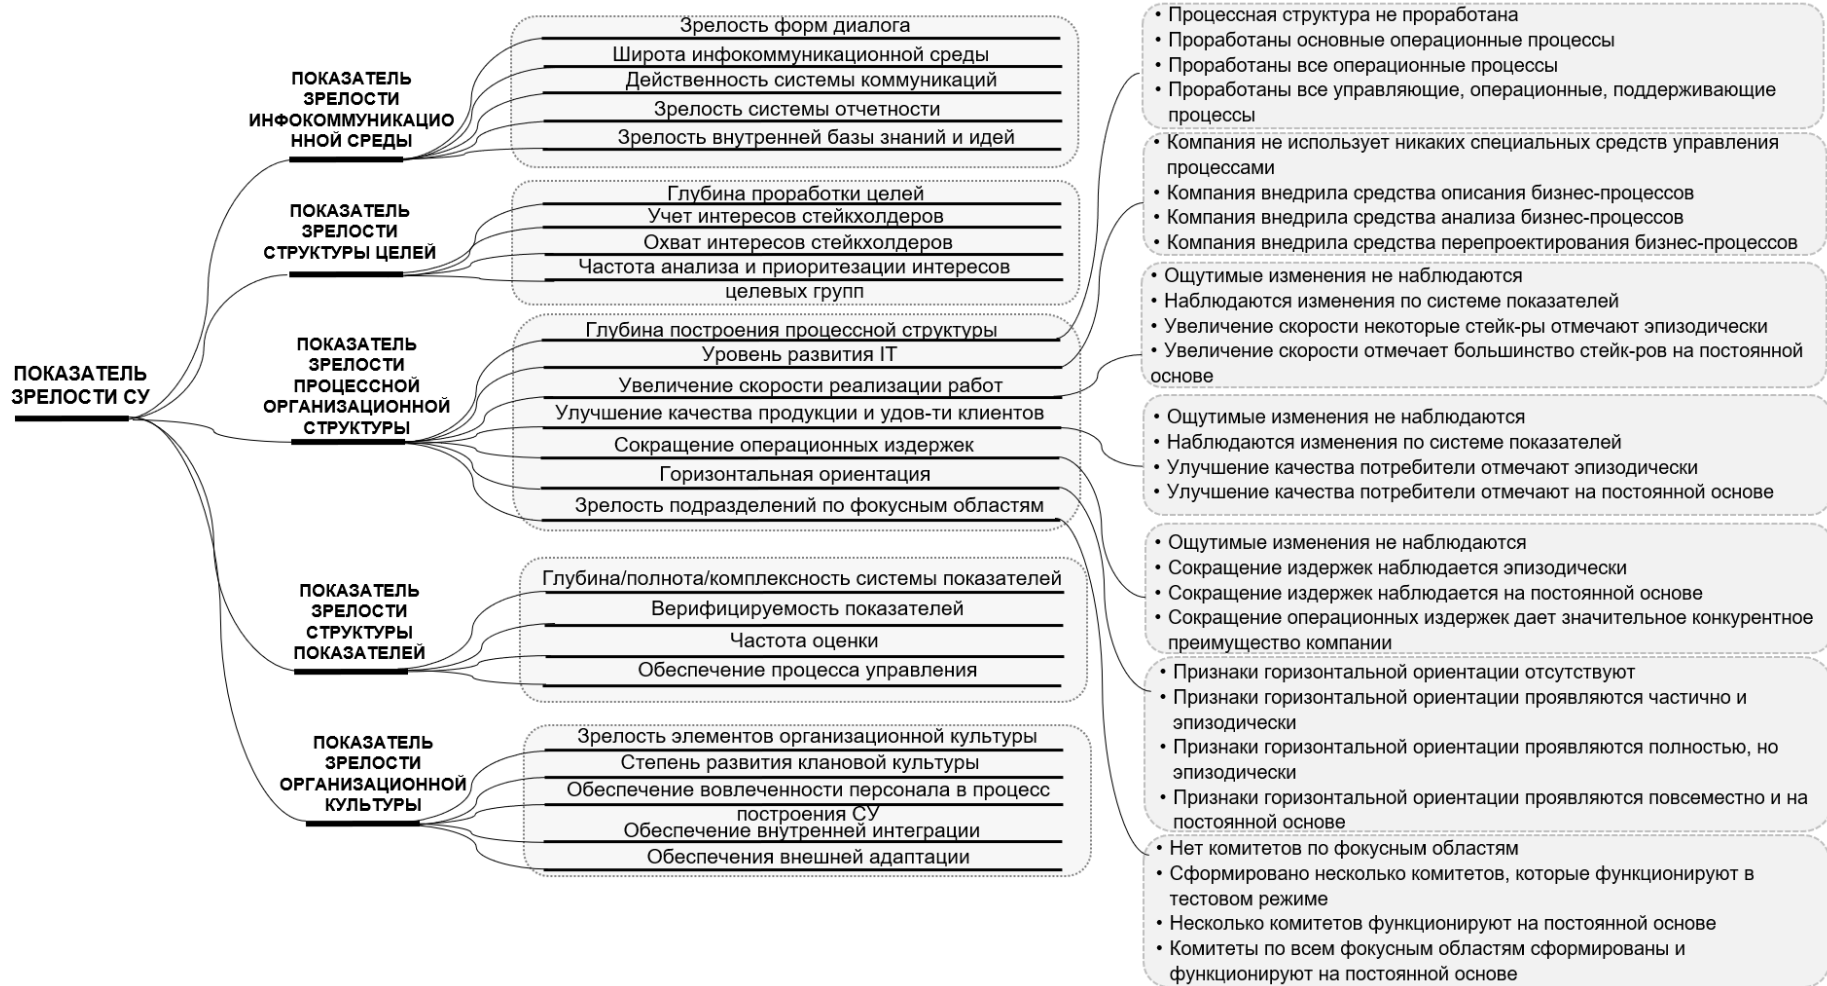 ПОКАЗАТЕЛЬ
ЗРЕЛОСТИ СУ
ПОКАЗАТЕЛЬ
ЗРЕЛОСТИ
ИНФОКОММУНИКАЦИО
ННОЙ СРЕДЫ
Зрелость форм диалога
Широта инфокоммуникационной среды
Действенность системы коммуникаций
Зрелость системы отчетности
Зрелость внутренней базы знаний и идей
ПОКАЗАТЕЛЬ
ЗРЕЛОСТИ
СТРУКТУРЫ ЦЕЛЕЙ
Глубина проработки целей
Учет интересов стейкхолдеров
Охват интересов стейкхолдеров
Частота анализа и приоритезации интересов
целевых групп
ПОКАЗАТЕЛЬ
ЗРЕЛОСТИ
ПРОЦЕССНОЙ
ОРГАНИЗАЦИОННОЙ
СТРУКТУРЫ
Глубина построения процессной структуры
Уровень развития IT
Увеличение скорости реализации работ
Улучшение качества продукции и удов-ти клиентов
Сокращение операционных издержек
Горизонтальная ориентация
Зрелость подразделений по фокусным областям
ПОКАЗАТЕЛЬ
ЗРЕЛОСТИ
СТРУКТУРЫ
ПОКАЗАТЕЛЕЙ
Глубина/полнота/комплексность системы показателей
Верифицируемость показателей
Частота оценки
Обеспечение процесса управления
ПОКАЗАТЕЛЬ
ЗРЕЛОСТИ
ОРГАНИЗАЦИОННОЙ
КУЛЬТУРЫ
Зрелость элементов организационной культуры
Степень развития клановой культуры
Обеспечение вовлеченности персонала в процесс
построения СУ
Обеспечение внутренней интеграции
Обеспечения внешней адаптации
• Процессная структура не проработана
• Проработаны основные операционные процессы
• Проработаны все операционные процессы
• Проработаны все управляющие, операционные, поддерживающие
процессы
• Компания не использует никаких специальных средств управления
процессами
• Компания внедрила средства описания бизнес-процессов
• Компания внедрила средства анализа бизнес-процессов
• Компания внедрила средства перепроектирования бизнес-процессов
• Ощутимые изменения не наблюдаются
• Наблюдаются изменения по системе показателей
• Увеличение скорости некоторые стейк-ры отмечают эпизодически
• Увеличение скорости отмечает большинство стейк-ров на постоянной
основе
• Ощутимые изменения не наблюдаются
• Наблюдаются изменения по системе показателей
• Улучшение качества потребители отмечают эпизодически
• Улучшение качества потребители отмечают на постоянной основе
• Ощутимые изменения не наблюдаются
• Сокращение издержек наблюдается эпизодически
• Сокращение издержек наблюдается на постоянной основе
• Сокращение операционных издержек дает значительное конкурентное
преимущество компании
• Признаки горизонтальной ориентации отсутствуют
• Признаки горизонтальной ориентации проявляются частично и
эпизодически
• Признаки горизонтальной ориентации проявляются полностью, но
эпизодически
• Признаки горизонтальной ориентации проявляются повсеместно и на
постоянной основе
• Нет комитетов по фокусным областям
• Сформировано несколько комитетов, которые функционируют в
тестовом режиме
• Несколько комитетов функционируют на постоянной основе
• Комитеты по всем фокусным областям сформированы и
функционируют на постоянной основе